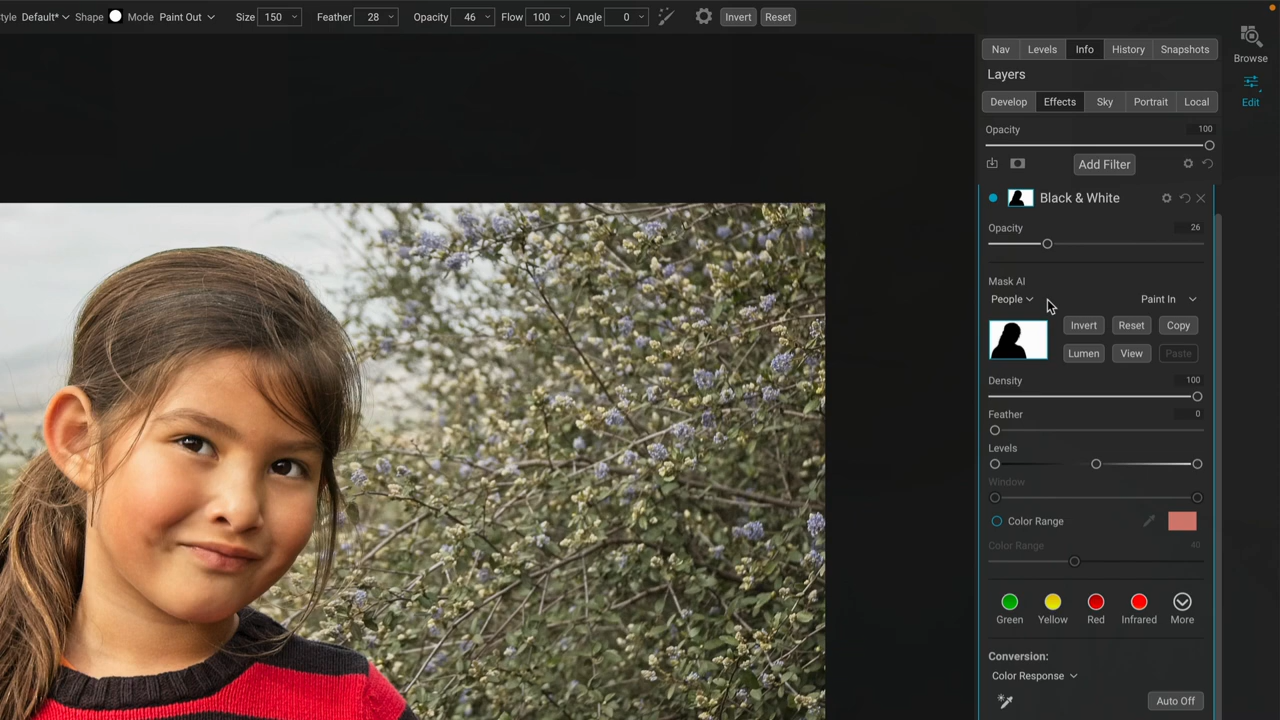 tyle Default* Shape Mode Paint Out Size 150 Feather 28 Opacity 46 Flow 100 Angle 0 Invert Reset
Browse
Edit
Nav Levels Info History Snapshots
Layers
Develop Effects Sky Portrait Local
Opacity 100
Add Filter
Black & White
Opacity 26
Mask AI
People Paint In
Invert Reset Copy
Lumen View Paste
Density 100
Feather 0
Levels
Window
Color Range
Color Range 40
Green Yellow Red Infrared More
Conversion:
Color Response
Auto Off